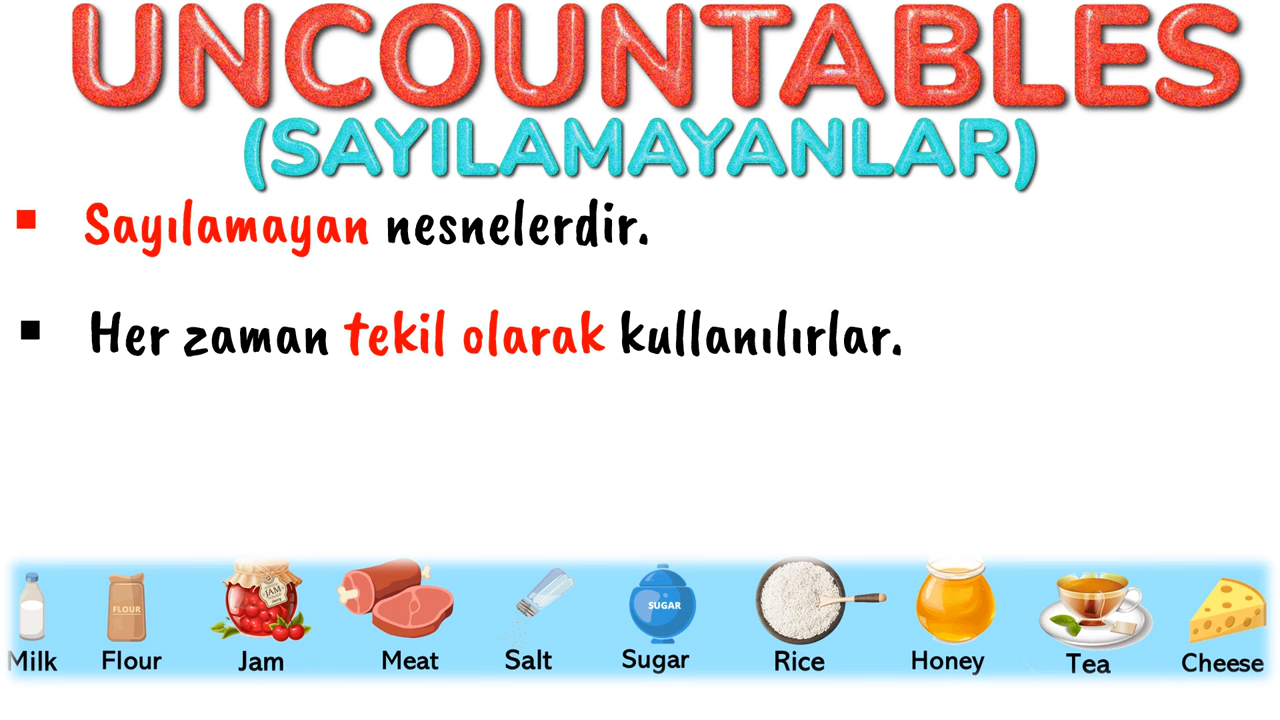 UNCOUNTABLES
(SAYILAMAYANLAR)
Sayılamayan nesnelerdir.
Her zaman tekil olarak kullanılırlar.
FLOUR
JAM
SUGAR
Milk Flour Jam Meat Salt Sugar Rice Honey Tea Cheese